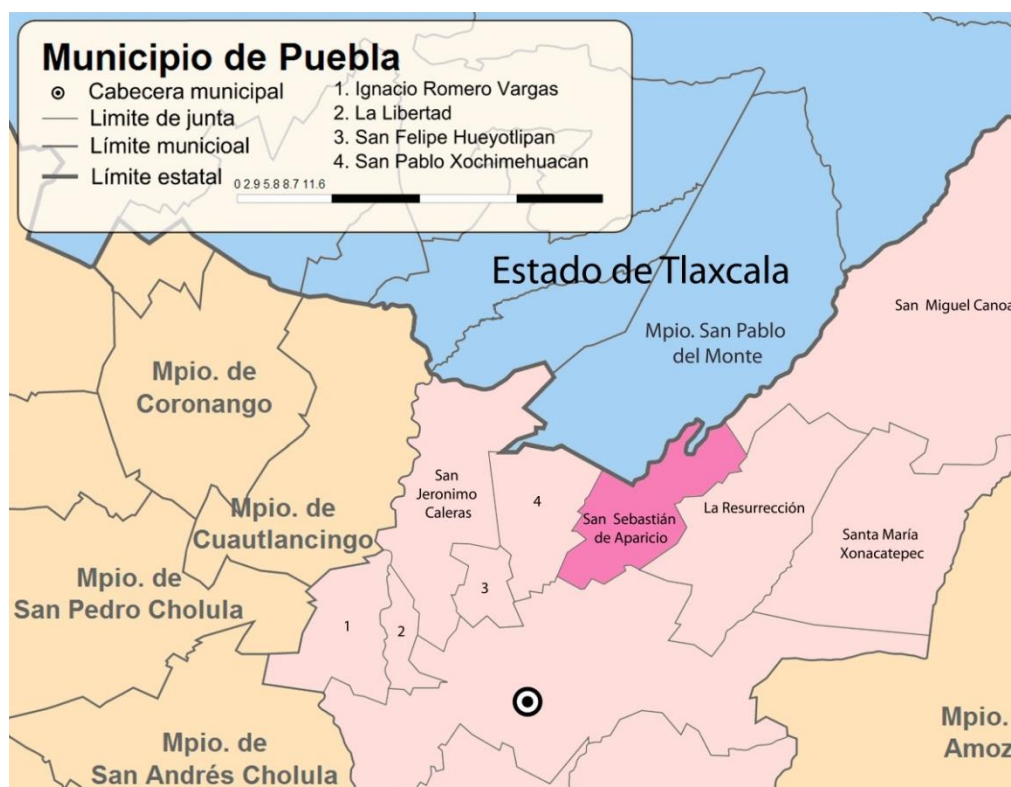 Municipio de Puebla
Cabecera municipal
Limite de junta
Límite municioal
Límite estatal
1. Ignacio Romero Vargas
2. La Libertad
3. San Felipe Hueyotlipan
4. San Pablo Xochimehuacan
0 2.9 5.8 8.7 11.6
Estado de Tlaxcala
Mpio. San Pablo
del Monte
San Miguel Canoa
Mpio. de
Coronango
San
Jeronimo
Caleras
4
San Sebastián
de Aparicio
La Resurrección
Santa María
Xonacatepec
Mpio. de
Cuautlancingo
Mpio. de
San Pedro Cholula
3
1
2
Mpio. de
San Andrés Cholula
Mpio.
Amoz